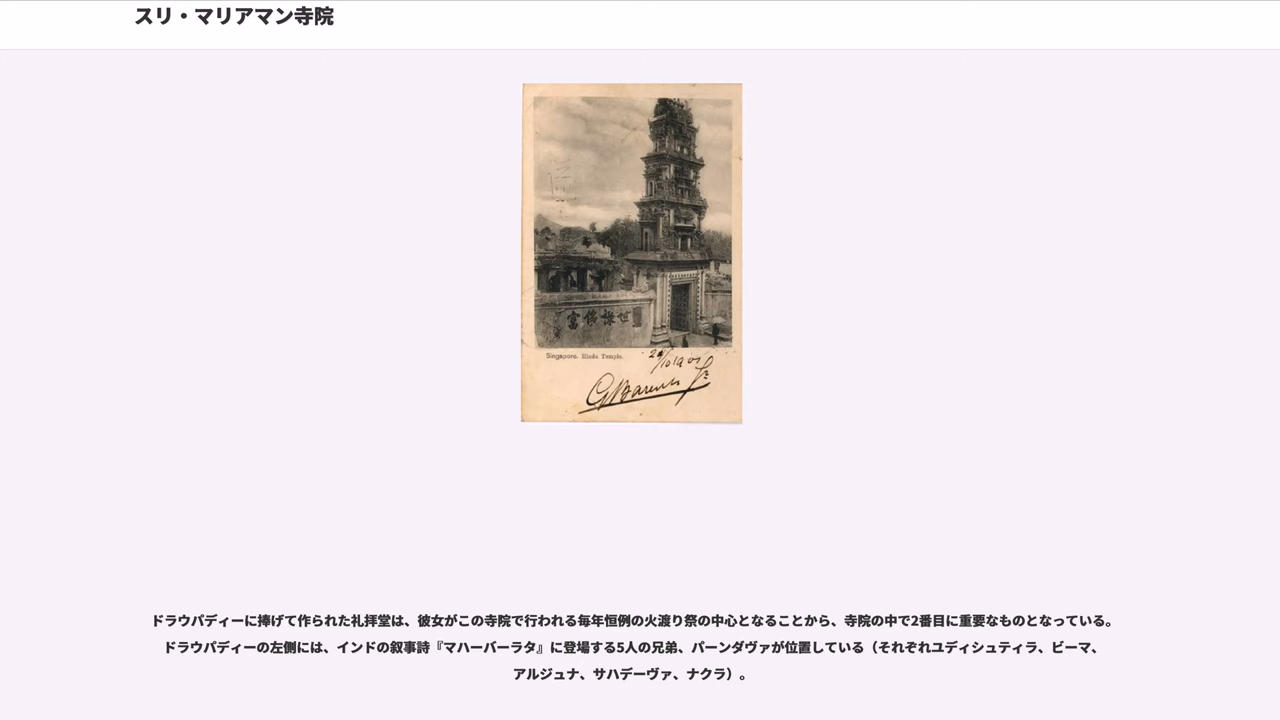 スリ・マリアマン寺院
Singapore. Hindu Temple.
ドラウパディーに捧げて作られた礼拝堂は、彼女がこの寺院で行われる毎年恒例の火渡り祭の中心となることから、寺院の中で2番目に重要なものとなっている。
ドラウパディーの左側には、インドの叙事詩『マハーバーラタ』に登場する5人の兄弟、パーンダヴァが位置している（それぞれユディシュティラ、ビーマ、
アルジュナ、サハデーヴァ、ナクラ）。